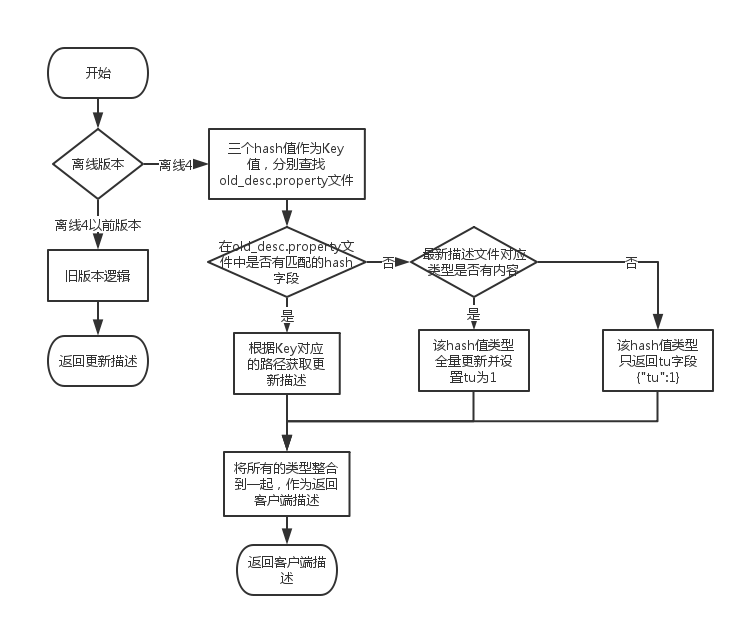 开始
离线版本
离线4
三个hash值作为Key
值，分别查找
old_desc.property文件
离线4以前版本
旧版本逻辑
返回更新描述
在old_desc.property文
件中是否有匹配的hash
字段
否
最新描述文件对应
类型是否有内容
否
是
是
根据Key对应
的路径获取更
新描述
该hash值类型
全量更新并设
置tu为1
该hash值类型
只返回tu字段
{"tu":1}
将所有的类型整合
到一起，作为返回
客户端描述
返回客户端描
述